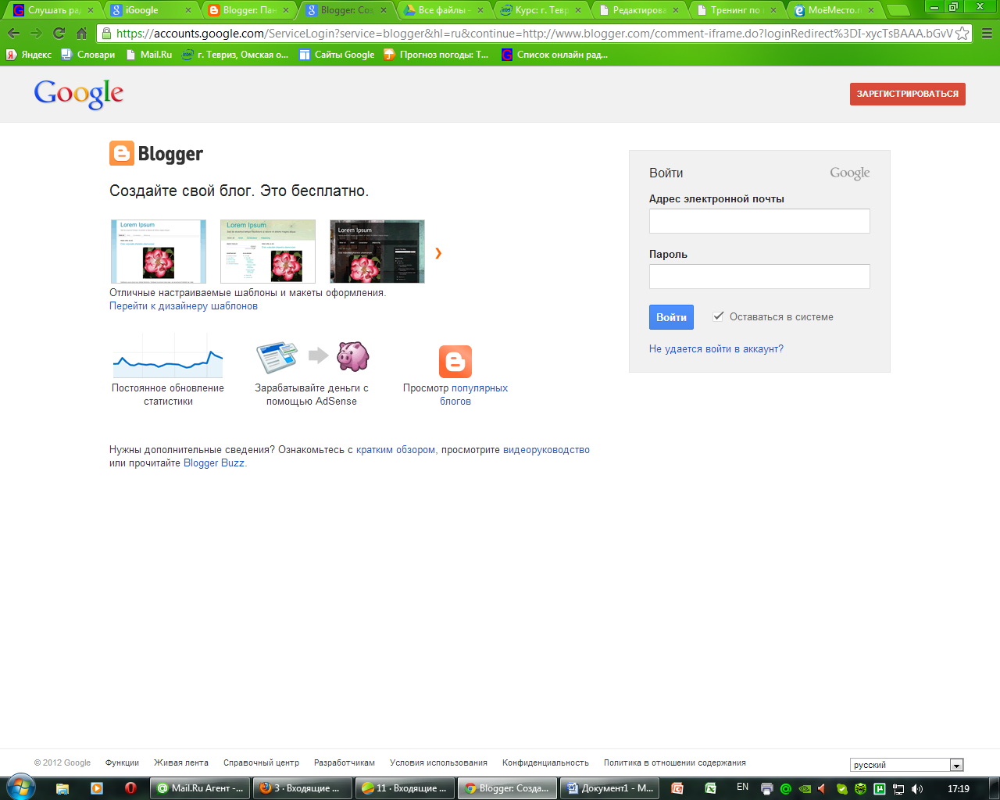 Слушать рад
iGoogle
Blogger: Пан
Blogger: Соз
Все файлы -
Курс: г. Тевр
Редактирова
Тренинг по
МоёМесто.r
https://accounts.google.com/ServiceLogin?service=blogger&hl=ru&continue=http://www.blogger.com/comment-iframe.do?loginRedirect%3DI-xycTsBAAA.bGvV
Яндекс
Словари
Mail.Ru
г. Тевриз, Омская о...
Сайты Google
Прогноз погоды: Т...
Список онлайн рад...
Google
ЗАРЕГИСТРИРОВАТЬСЯ
Blogger
Создайте свой блог. Это бесплатно.
Lorem Ipsum
Lorem Ipsum
Lorem Ipsum
Отличные настраиваемые шаблоны и макеты оформления.
Перейти к дизайнеру шаблонов
Постоянное обновление
статистики
Зарабатывайте деньги с
помощью AdSense
Просмотр популярных
блогов
Нужны дополнительные сведения? Ознакомьтесь с кратким обзором, просмотрите видеоруководство
или прочитайте Blogger Buzz.
Войти
Google
Адрес электронной почты
Пароль
Войти
Оставаться в системе
Не удается войти в аккаунт?
© 2012 Google
Функции
Живая лента
Справочный центр
Разработчикам
Условия использования
Конфиденциальность
Политика в отношении содержания
русский
Mail.Ru Агент -...
3 · Входящие ...
11 · Входящие ...
Blogger: Созда...
Документ1 - M...
EN
17:19